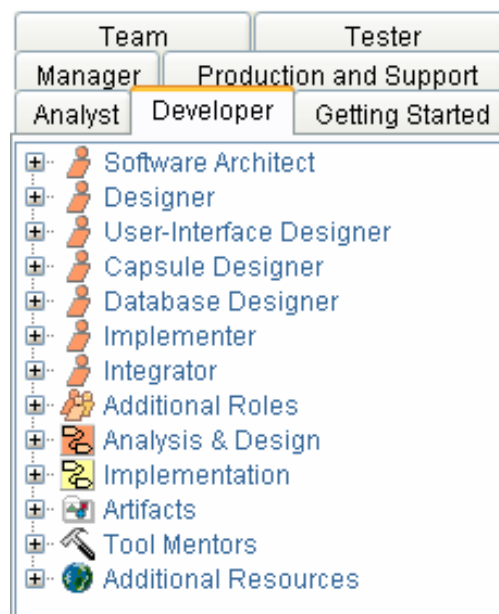 Team Tester
Manager Production and Support
Analyst Developer Getting Started
Software Architect
Designer
User-Interface Designer
Capsule Designer
Database Designer
Implementer
Integrator
Additional Roles
Analysis & Design
Implementation
Artifacts
Tool Mentors
Additional Resources